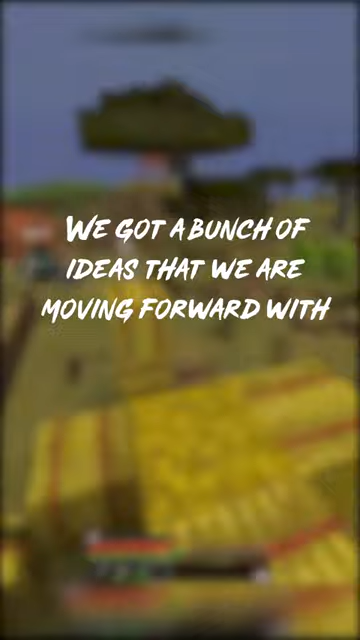 We got a bunch of
ideas that we are
moving forward with